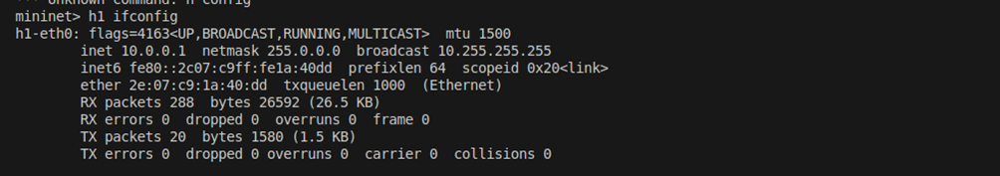 Unknown command: h config
mininet> h1 ifconfig
h1-eth0: flags=4163<UP,BROADCAST,RUNNING,MULTICAST>  mtu 1500
        inet 10.0.0.1  netmask 255.0.0.0  broadcast 10.255.255.255
        inet6 fe80::2c07:c9ff:fe1a:40dd  prefixlen 64  scopeid 0x20<link>
        ether 2e:07:c9:1a:40:dd  txqueuelen 1000  (Ethernet)
        RX packets 288  bytes 26592 (26.5 KB)
        RX errors 0  dropped 0  overruns 0  frame 0
        TX packets 20  bytes 1580 (1.5 KB)
        TX errors 0  dropped 0 overruns 0  carrier 0  collisions 0